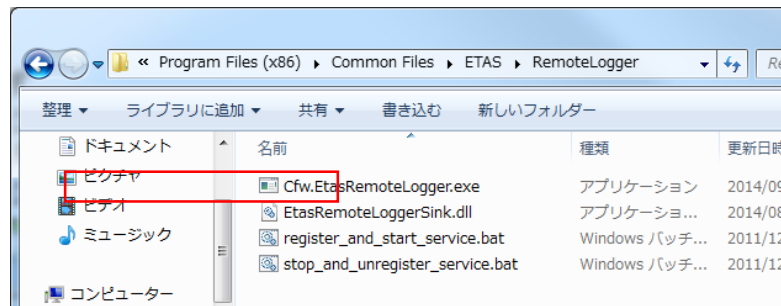 « Program Files (x86) ▸ Common Files ▸ ETAS ▸ RemoteLogger
整理 ライブラリに追加 共有 書き込む 新しいフォルダー
ドキュメント
ピクチャ
ビデオ
ミュージック
コンピューター
名前 種類 更新日時
Cfw.EtasRemoteLogger.exe アプリケーション 2014/09
EtasRemoteLoggerSink.dll アプリケーショ... 2014/08
register_and_start_service.bat Windows バッチ... 2011/12
stop_and_unregister_service.bat Windows バッチ... 2011/12